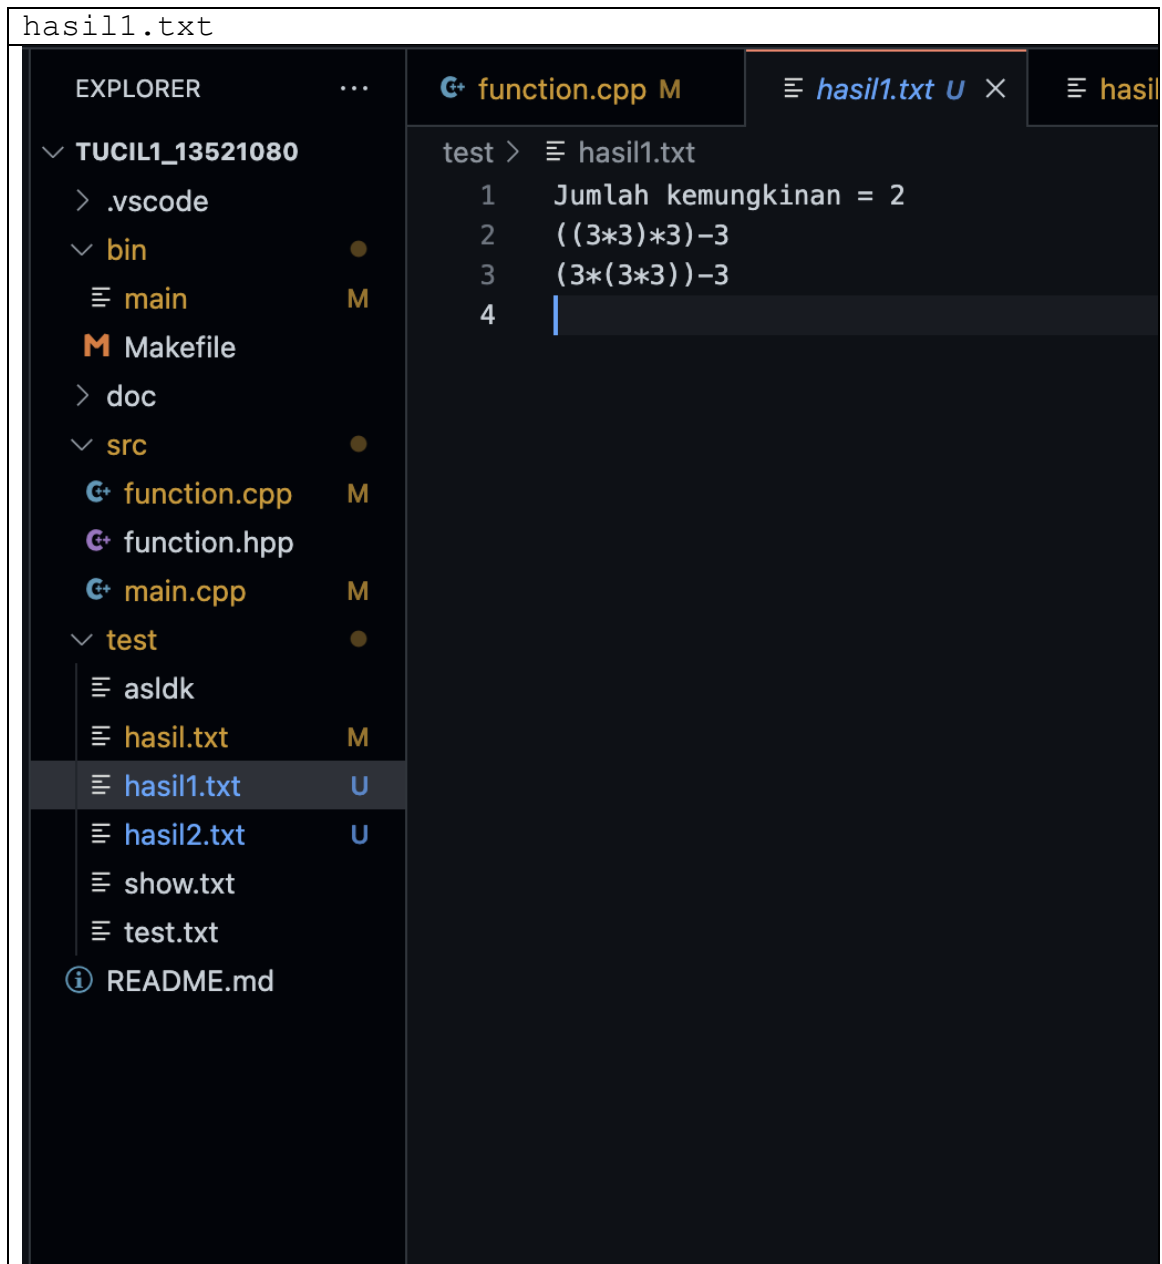 hasil1.txt
EXPLORER ...
TUCIL1_13521080
.vscode
bin
main M
Makefile
doc
src
function.cpp M
function.hpp
main.cpp M
test
asldk
hasil.txt M
hasil1.txt U
hasil2.txt U
show.txt
test.txt
README.md
function.cpp M
hasil1.txt U
hasil
test > hasil1.txt
1 Jumlah kemungkinan = 2
2 ((3*3)*3)-3
3 (3*(3*3))-3
4